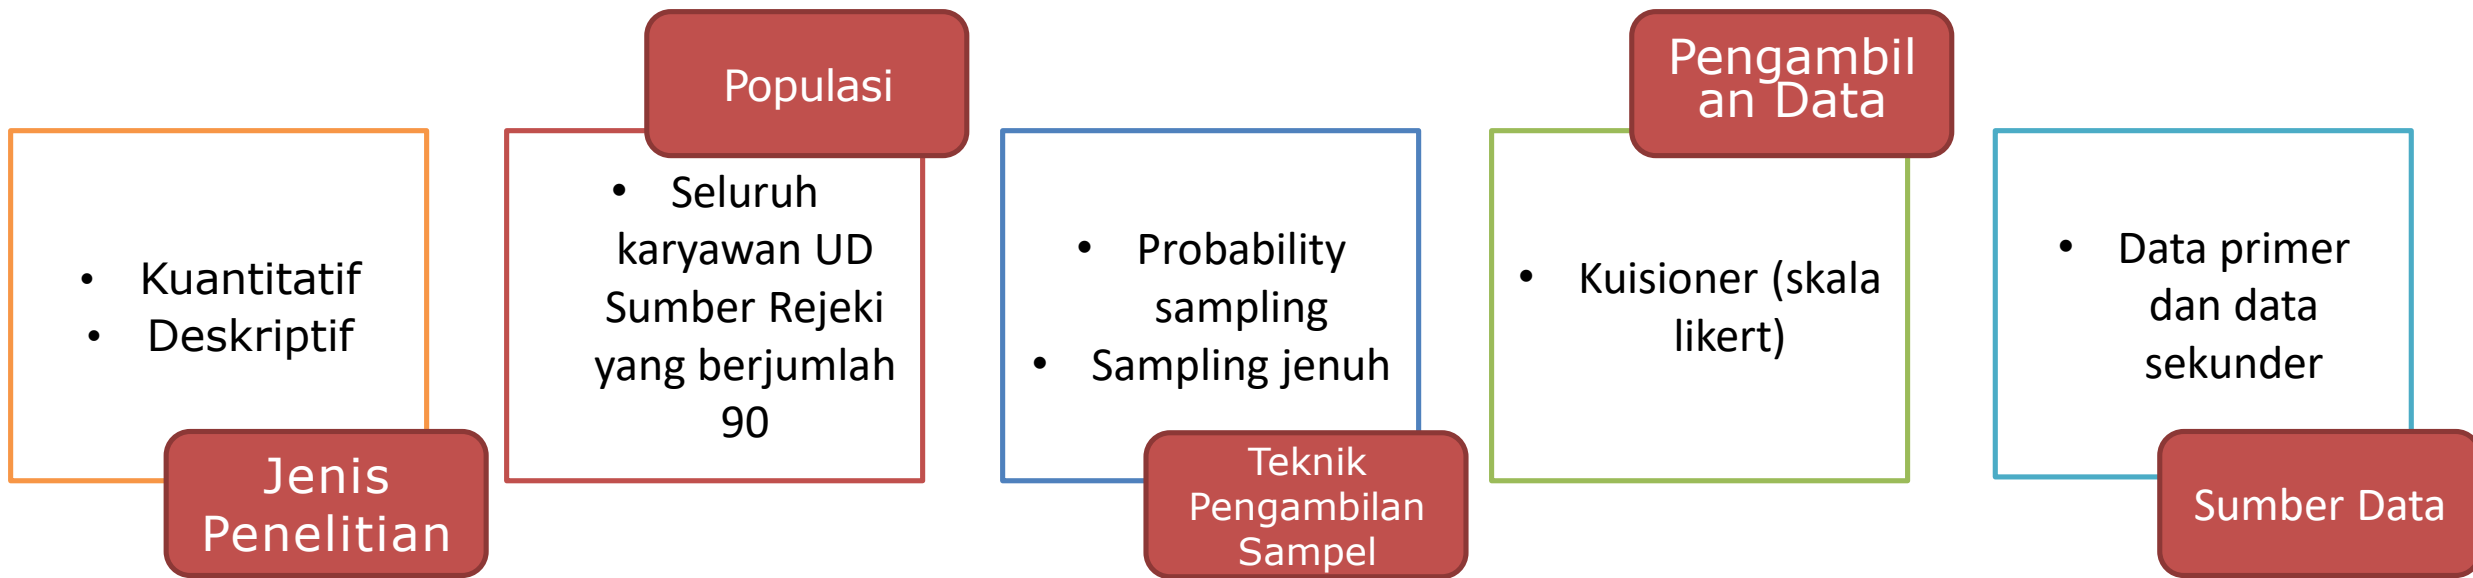 • Kuantitatif
• Deskriptif
Jenis
Penelitian
Populasi
• Seluruh
karyawan UD
Sumber Rejeki
yang berjumlah
90
• Probability
sampling
• Sampling jenuh
Teknik
Pengambilan
Sampel
Pengambil
an Data
• Kuisioner (skala
likert)
• Data primer
dan data
sekunder
Sumber Data